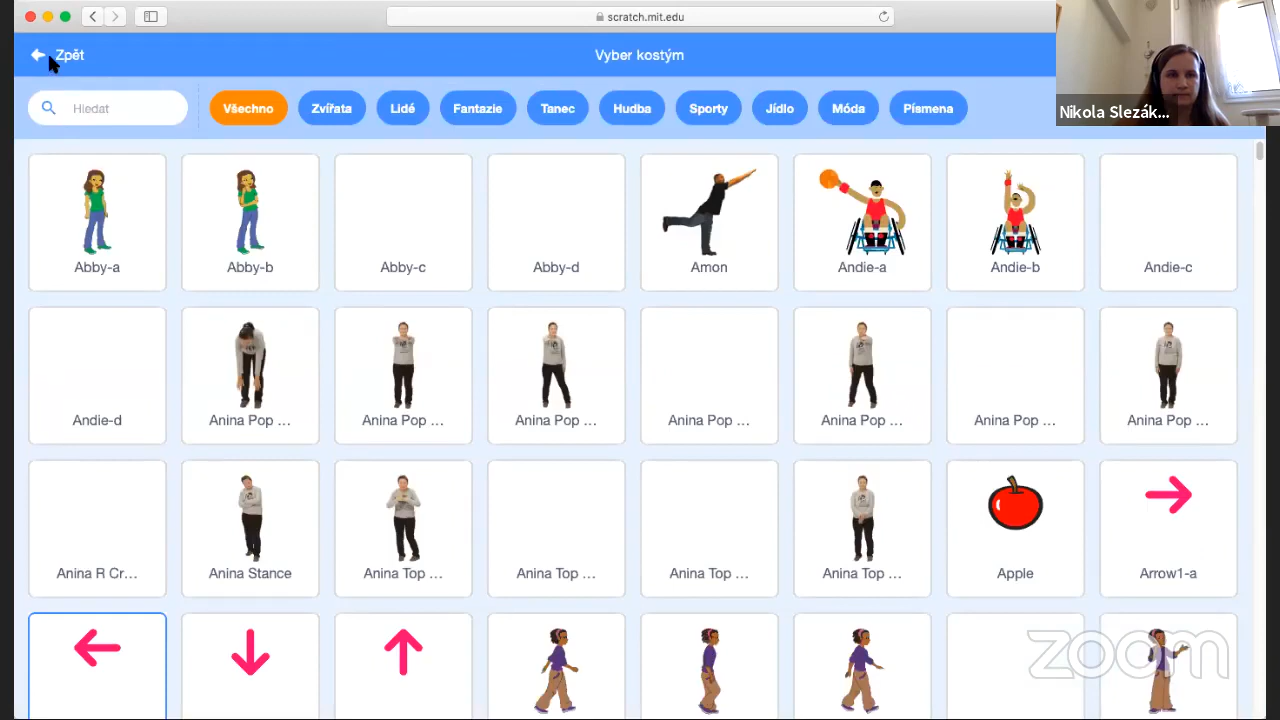 scratch.mit.edu
Zpět
Vyber kostým
Nikola Slezák...
Hledat
Všechno
Zvířata
Lidé
Fantazie
Tanec
Hudba
Sporty
Jídlo
Móda
Písmena
Abby-a
Abby-b
Abby-c
Abby-d
Amon
Andie-a
Andie-b
Andie-c
Andie-d
Anina Pop ...
Anina Pop ...
Anina Pop ...
Anina Pop ...
Anina Pop ...
Anina Pop ...
Anina Pop ...
Anina R Cr...
Anina Stance
Anina Top ...
Anina Top ...
Anina Top ...
Anina Top ...
Apple
Arrow1-a
zoom